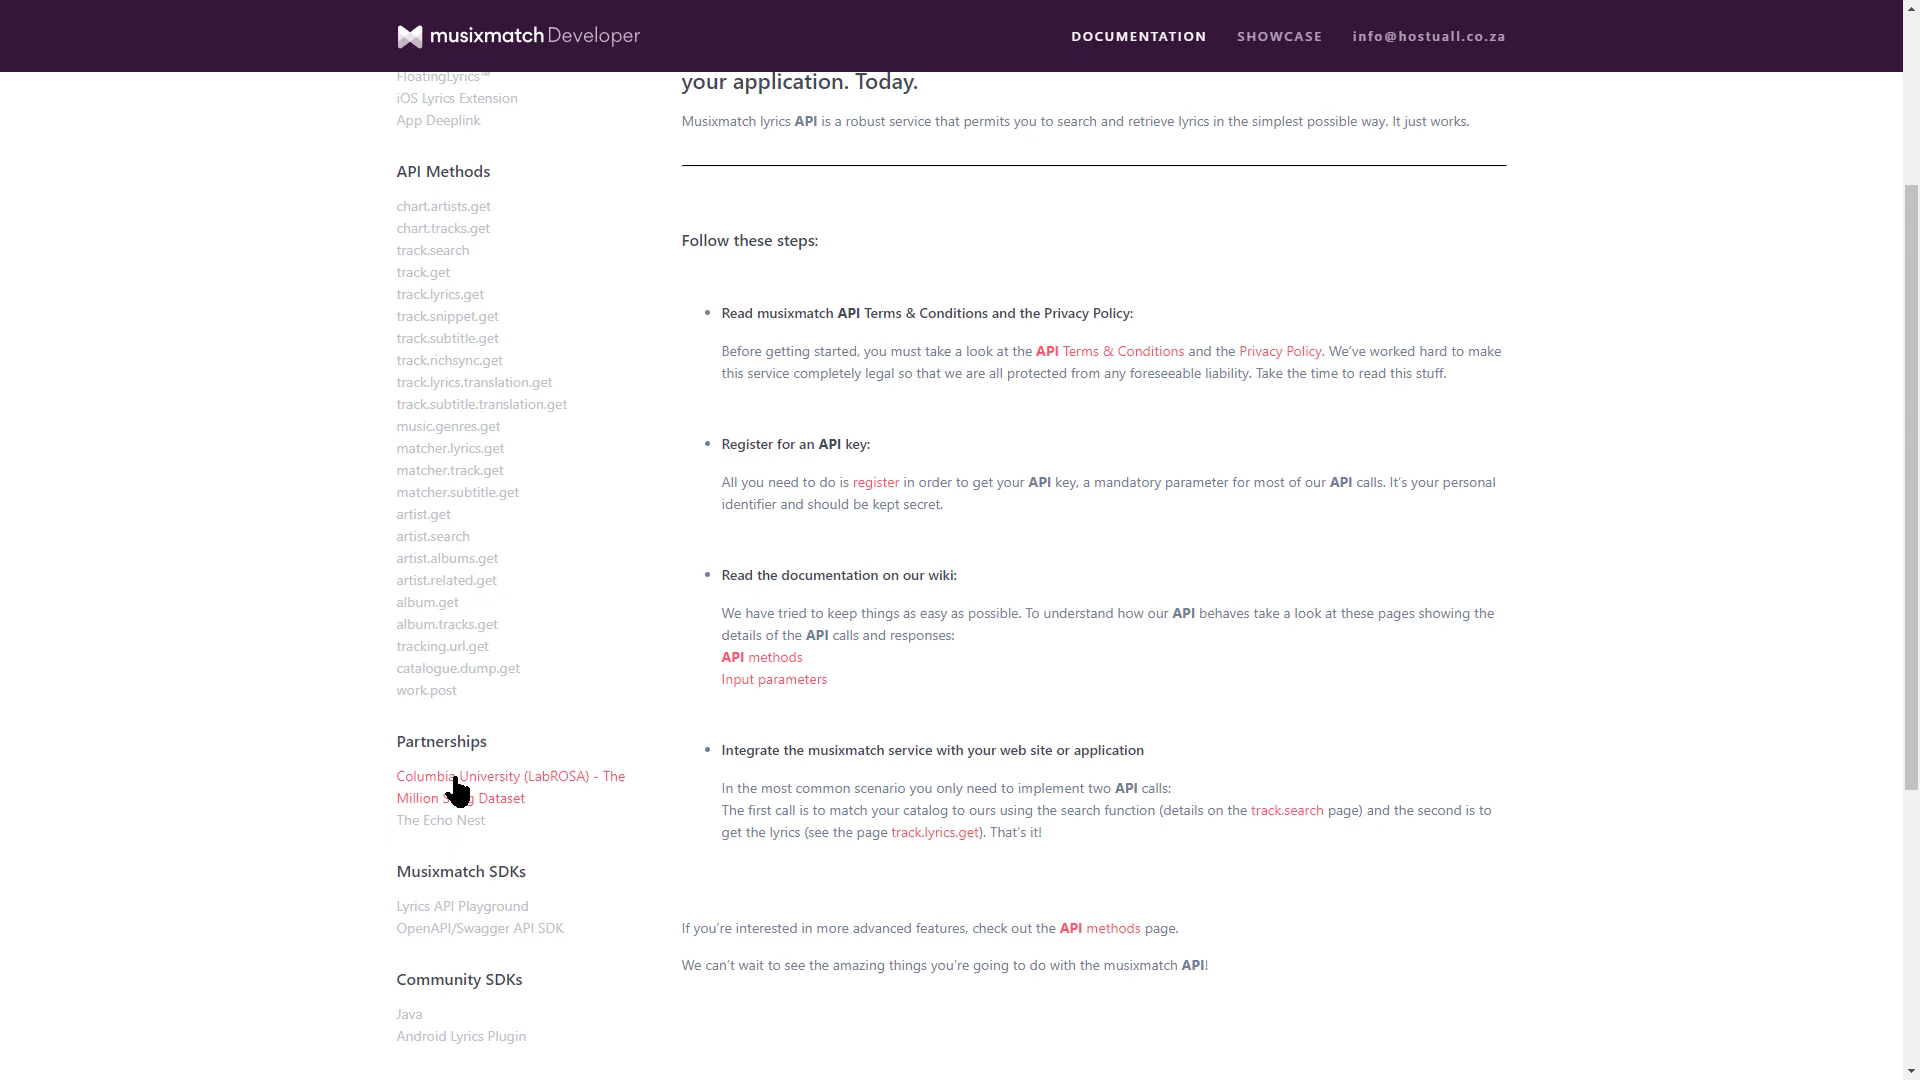 musixmatch Developer
DOCUMENTATION
SHOWCASE
info@hostuall.co.za
FloatingLyrics™
iOS Lyrics Extension
App Deeplink
API Methods
chart.artists.get
chart.tracks.get
track.search
track.get
track.lyrics.get
track.snippet.get
track.subtitle.get
track.richsync.get
track.lyrics.translation.get
track.subtitle.translation.get
music.genres.get
matcher.lyrics.get
matcher.track.get
matcher.subtitle.get
artist.get
artist.search
artist.albums.get
artist.related.get
album.get
album.tracks.get
tracking.url.get
catalogue.dump.get
work.post
Partnerships
Columbia University (LabROSA) - The
Million Dataset
The Echo Nest
Musixmatch SDKs
Lyrics API Playground
OpenAPI/Swagger API SDK
Community SDKs
Java
Android Lyrics Plugin
your application. Today.
Musixmatch lyrics API is a robust service that permits you to search and retrieve lyrics in the simplest possible way. It just works.
Follow these steps:
• Read musixmatch API Terms & Conditions and the Privacy Policy:
Before getting started, you must take a look at the API Terms & Conditions and the Privacy Policy. We’ve worked hard to make
this service completely legal so that we are all protected from any foreseeable liability. Take the time to read this stuff.
• Register for an API key:
All you need to do is register in order to get your API key, a mandatory parameter for most of our API calls. It’s your personal
identifier and should be kept secret.
• Read the documentation on our wiki:
We have tried to keep things as easy as possible. To understand how our API behaves take a look at these pages showing the
details of the API calls and responses:
API methods
Input parameters
• Integrate the musixmatch service with your web site or application
In the most common scenario you only need to implement two API calls:
The first call is to match your catalog to ours using the search function (details on the track.search page) and the second is to
get the lyrics (see the page track.lyrics.get). That’s it!
If you’re interested in more advanced features, check out the API methods page.
We can’t wait to see the amazing things you’re going to do with the musixmatch API!